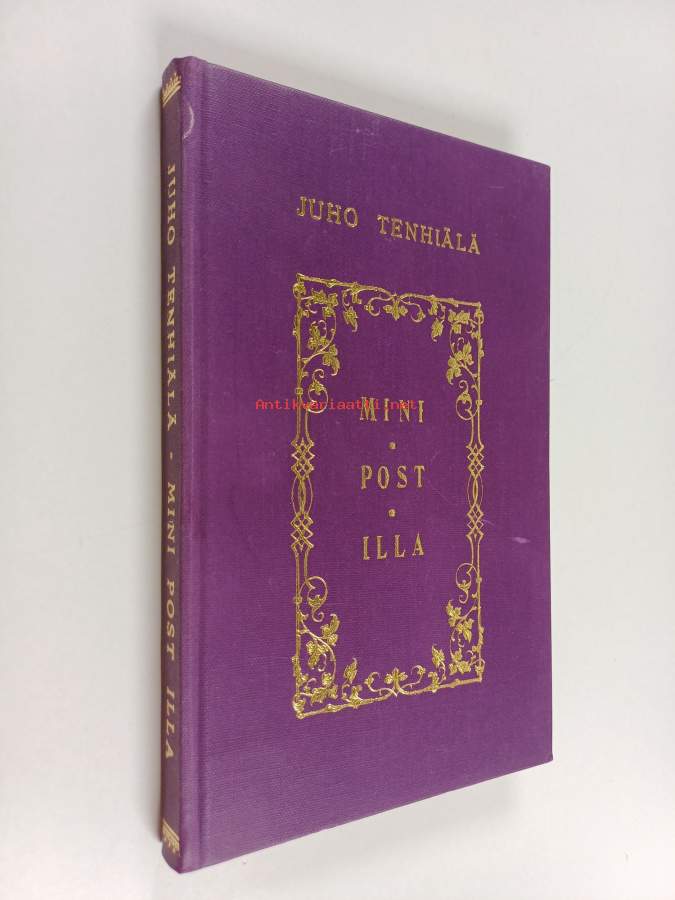 JUHO TENHIÄLÄ
MINI
•
POST
•
ILLA
JUHO TENHIÄLÄ • MINI POST ILLA
Antikvariaatti.net